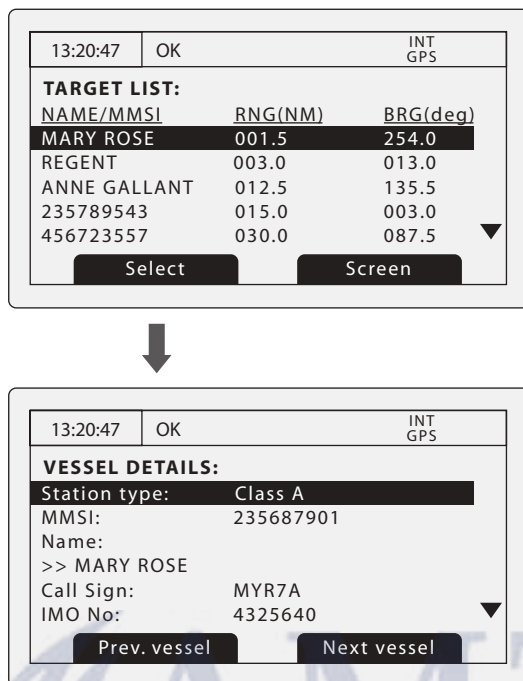 13:20:47 OK INT GPS
TARGET LIST:
NAME/MMSI RNG(NM) BRG(deg)
MARY ROSE 001.5 254.0
REGENT 003.0 013.0
ANNE GALLANT 012.5 135.5
235789543 015.0 003.0
456723557 030.0 087.5
Select Screen
13:20:47 OK INT GPS
VESSEL DETAILS:
Station type: Class A
MMSI: 235687901
Name:
>> MARY ROSE
Call Sign: MYR7A
IMO No: 4325640
Prev. vessel Next vessel